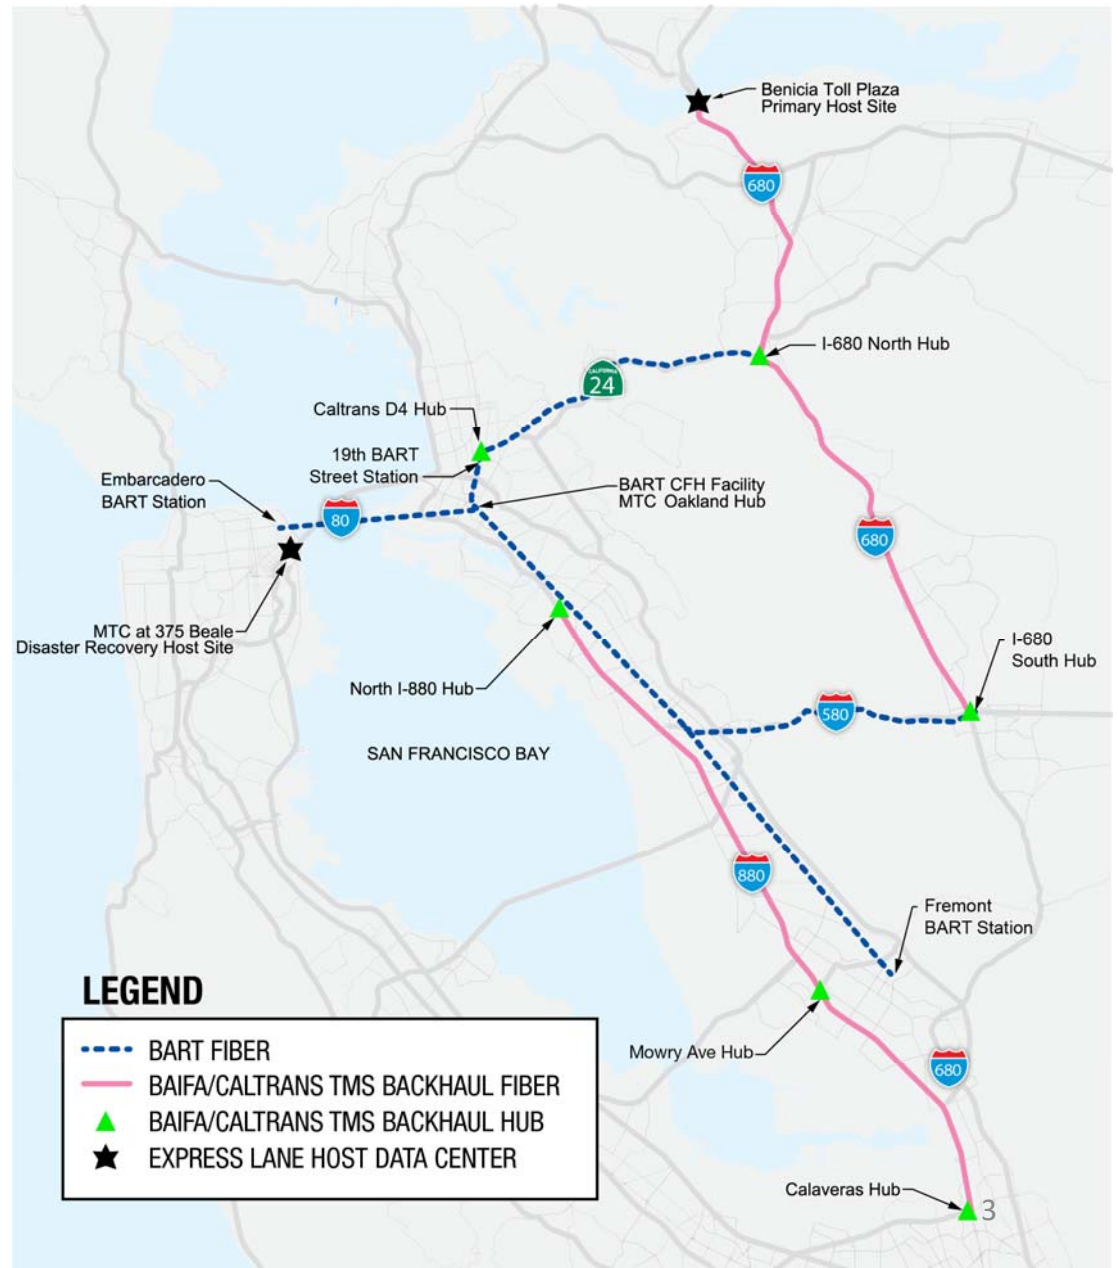 Benicia Toll Plaza
Primary Host Site
680
I-680 North Hub
CALIFORNIA
24
Caltrans D4 Hub
19th BART
Street Station
Embarcadero
BART Station
BART CFH Facility
MTC Oakland Hub
80
680
MTC at 375 Beale
Disaster Recovery Host Site
I-680
South Hub
North I-880 Hub
580
SAN FRANCISCO BAY
880
Fremont
BART Station
LEGEND
BART FIBER
BAIFA/CALTRANS TMS BACKHAUL FIBER
BAIFA/CALTRANS TMS BACKHAUL HUB
EXPRESS LANE HOST DATA CENTER
Mowry Ave Hub
680
Calaveras Hub
3